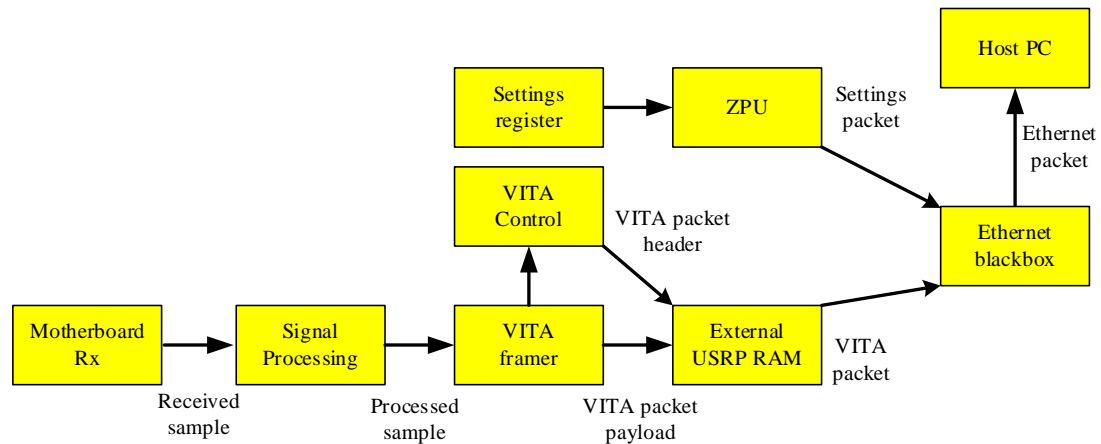 Host PC
Settings
register
ZPU
Settings
packet
Ethernet
packet
VITA
Control
VITA packet
header
Ethernet
blackbox
Motherboard
Rx
Signal
Processing
VITA
framer
External
USRP RAM
VITA
packet
Received
sample
Processed
sample
VITA packet
payload